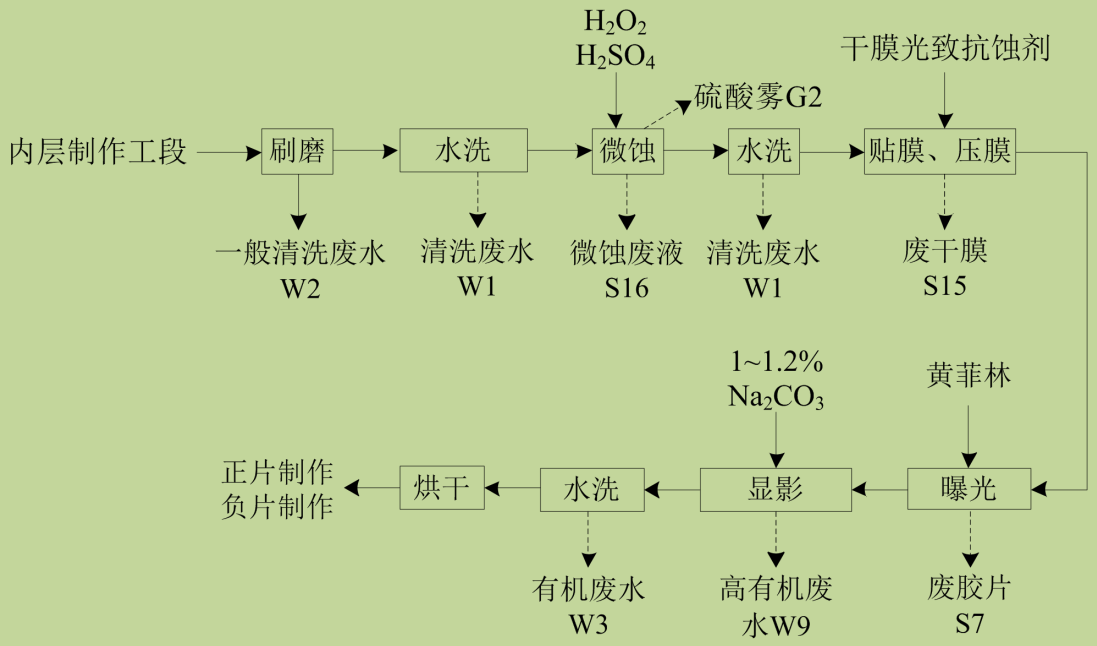 H₂O₂
H₂SO₄
干膜光致抗蚀剂
硫酸雾G2
内层制作工段
刷磨
水洗
微蚀
水洗
贴膜、压膜
一般清洗废水
W2
清洗废水
W1
微蚀废液
S16
清洗废水
W1
废干膜
S15
1~1.2%
Na₂CO₃
黄菲林
正片制作
负片制作
烘干
水洗
显影
曝光
有机废水
W3
高有机废
水W9
废胶片
S7